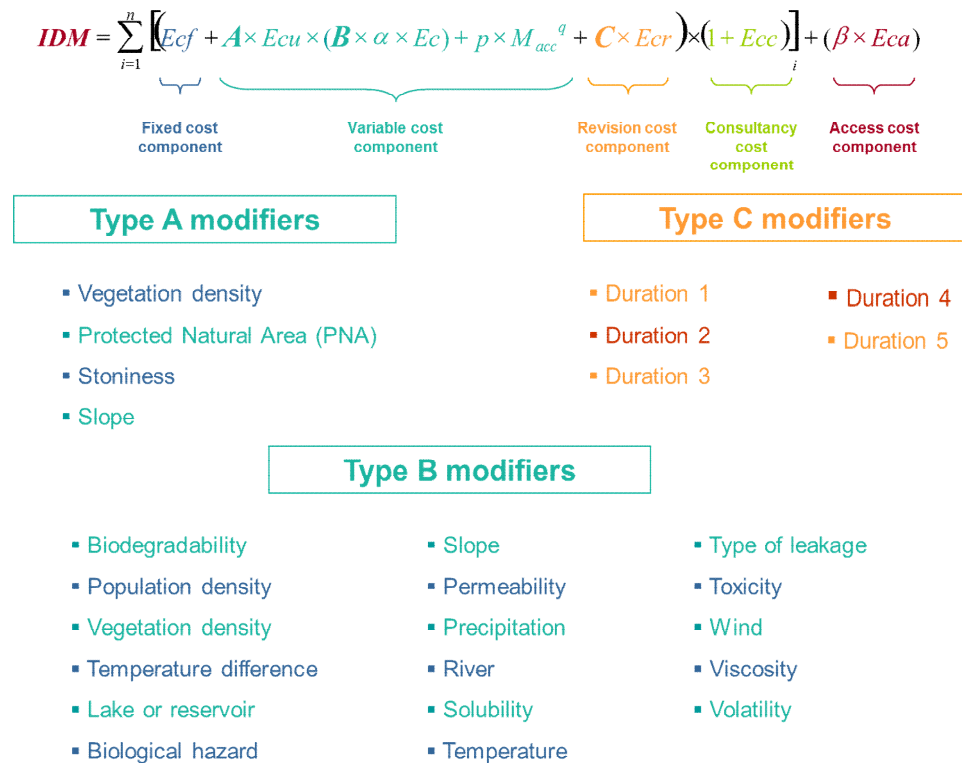 IDM = ∑ i=1 n [(Ecf + A × Ecu × (B × α × Ec) + p × M acc q + C × Ecr) × (1 + Ecc)] i + (β × Eca)
Fixed cost component
Variable cost component
Revision cost component
Consultancy cost component
Access cost component
Type A modifiers
▪ Vegetation density
▪ Protected Natural Area (PNA)
▪ Stoniness
▪ Slope
Type C modifiers
▪ Duration 1
▪ Duration 2
▪ Duration 3
▪ Duration 4
▪ Duration 5
Type B modifiers
▪ Biodegradability
▪ Population density
▪ Vegetation density
▪ Temperature difference
▪ Lake or reservoir
▪ Biological hazard
▪ Slope
▪ Permeability
▪ Precipitation
▪ River
▪ Solubility
▪ Temperature
▪ Type of leakage
▪ Toxicity
▪ Wind
▪ Viscosity
▪ Volatility